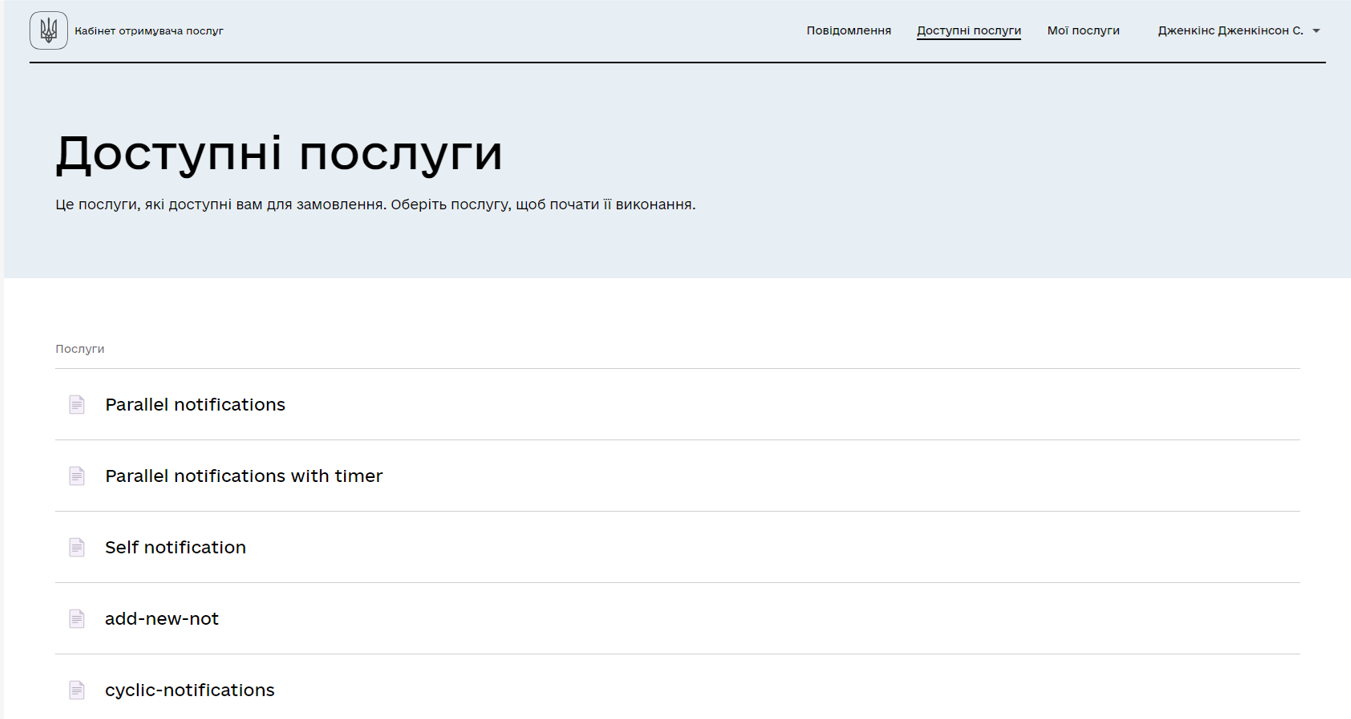 Кабінет отримувача послуг
Повідомлення
Доступні послуги
Мої послуги
Дженкінс Дженкінсон С.
Доступні послуги
Це послуги, які доступні вам для замовлення. Оберіть послугу, щоб почати її виконання.
Послуги
Parallel notifications
Parallel notifications with timer
Self notification
add-new-not
cyclic-notifications